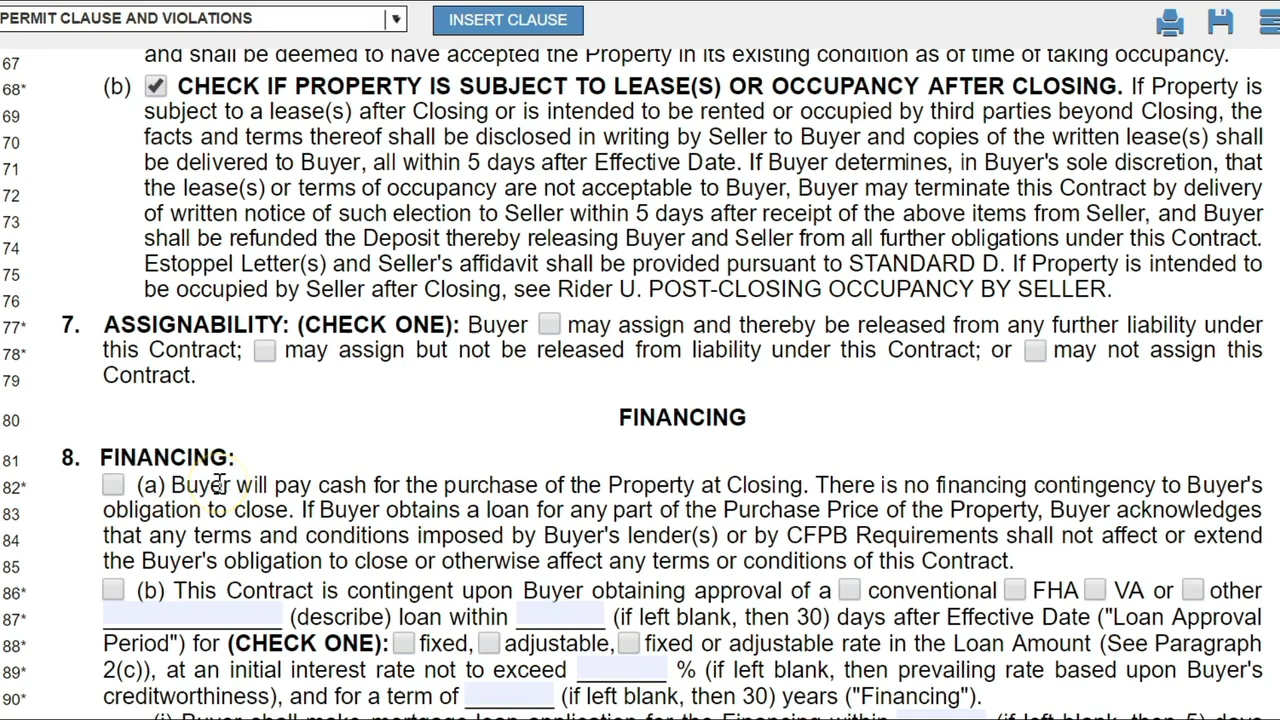 PERMIT CLAUSE AND VIOLATIONS
INSERT CLAUSE
67 and shall be deemed to have accepted the Property in its existing condition as of time of taking occupancy.
68* (b) CHECK IF PROPERTY IS SUBJECT TO LEASE(S) OR OCCUPANCY AFTER CLOSING. If Property is
69 subject to a lease(s) after Closing or is intended to be rented or occupied by third parties beyond Closing, the
70 facts and terms thereof shall be disclosed in writing by Seller to Buyer and copies of the written lease(s) shall
71 be delivered to Buyer, all within 5 days after Effective Date. If Buyer determines, in Buyer's sole discretion, that
72 the lease(s) or terms of occupancy are not acceptable to Buyer, Buyer may terminate this Contract by delivery
73 of written notice of such election to Seller within 5 days after receipt of the above items from Seller, and Buyer
74 shall be refunded the Deposit thereby releasing Buyer and Seller from all further obligations under this Contract.
75 Estoppel Letter(s) and Seller's affidavit shall be provided pursuant to STANDARD D. If Property is intended to
76 be occupied by Seller after Closing, see Rider U. POST-CLOSING OCCUPANCY BY SELLER.
77* 7. ASSIGNABILITY: (CHECK ONE): Buyer may assign and thereby be released from any further liability under
78* this Contract; may assign but not be released from liability under this Contract; or may not assign this
79 Contract.
80 FINANCING
81 8. FINANCING:
82* (a) Buyer will pay cash for the purchase of the Property at Closing. There is no financing contingency to Buyer's
83 obligation to close. If Buyer obtains a loan for any part of the Purchase Price of the Property, Buyer acknowledges
84 that any terms and conditions imposed by Buyer's lender(s) or by CFPB Requirements shall not affect or extend
85 the Buyer's obligation to close or otherwise affect any terms or conditions of this Contract.
86* (b) This Contract is contingent upon Buyer obtaining approval of a conventional FHA VA or other
87* (describe) loan within (if left blank, then 30) days after Effective Date ("Loan Approval
88* Period") for (CHECK ONE): fixed, adjustable, fixed or adjustable rate in the Loan Amount (See Paragraph
89* 2(c)), at an initial interest rate not to exceed % (if left blank, then prevailing rate based upon Buyer's
90* creditworthiness), and for a term of (if left blank, then 30) years ("Financing").
(i) Buyer shall make mortgage loan application for the Financing within (if left blank, then 5) days